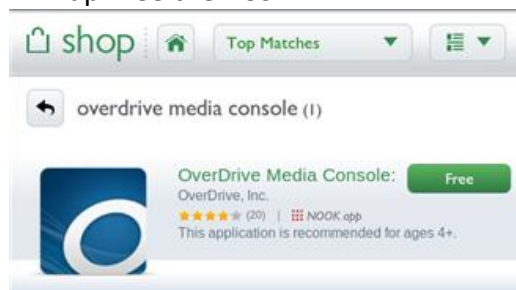 shop
Top Matches
overdrive media console (1)
OverDrive Media Console:
Free
OverDrive, Inc.
(20) | NOOK app
This application is recommended for ages 4+.